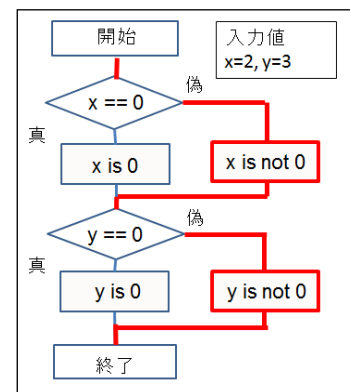 開始
入力値
x=2, y=3
x == 0
偽
真
x is 0
x is not 0
y == 0
偽
真
y is 0
y is not 0
終了